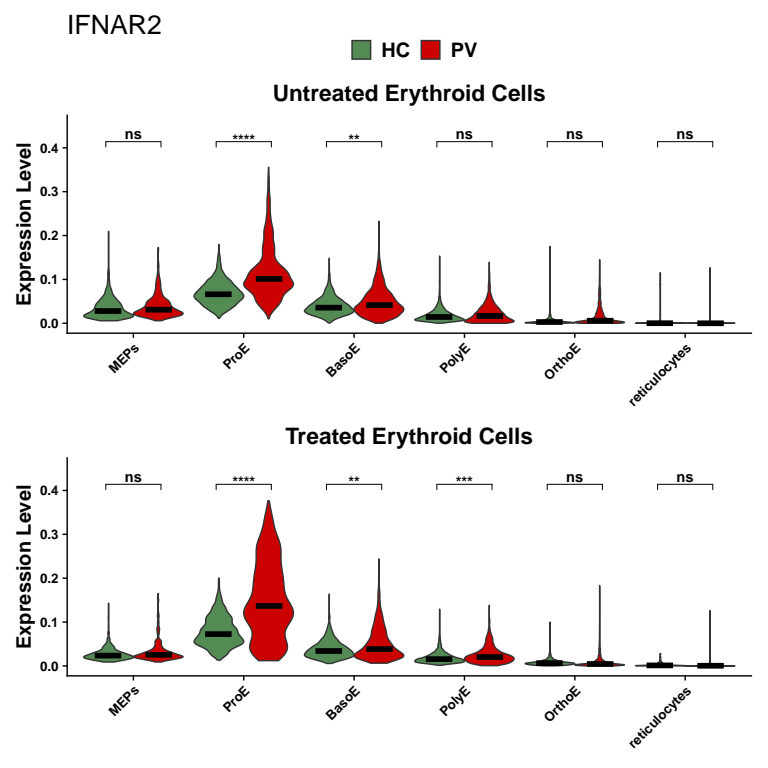 IFNAR2
HC PV
Untreated Erythroid Cells
Expression Level
0.4
0.3
0.2
0.1
0.0
ns **** ** ns ns ns
MEPs ProE BasoE PolyE OrthoE reticulocytes
Treated Erythroid Cells
Expression Level
0.4
0.3
0.2
0.1
0.0
ns **** ** *** ns ns
MEPs ProE BasoE PolyE OrthoE reticulocytes